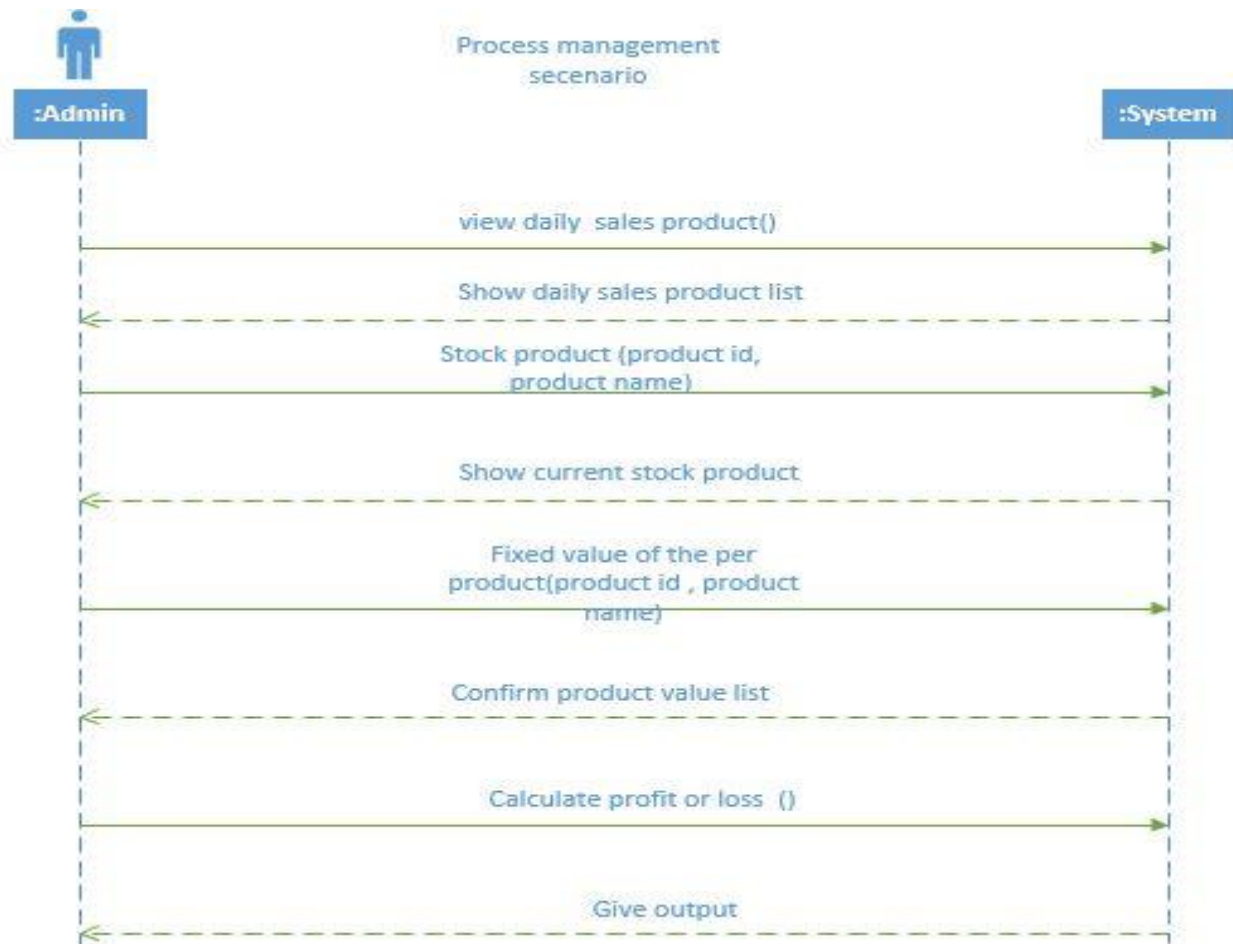 Process management
secenario
:Admin
:System
view daily  sales product()
Show daily sales product list
Stock product (product id,
product name)
Show current stock product
Fixed value of the per
product(product id , product
name)
Confirm product value list
Calculate profit or loss  ()
Give output